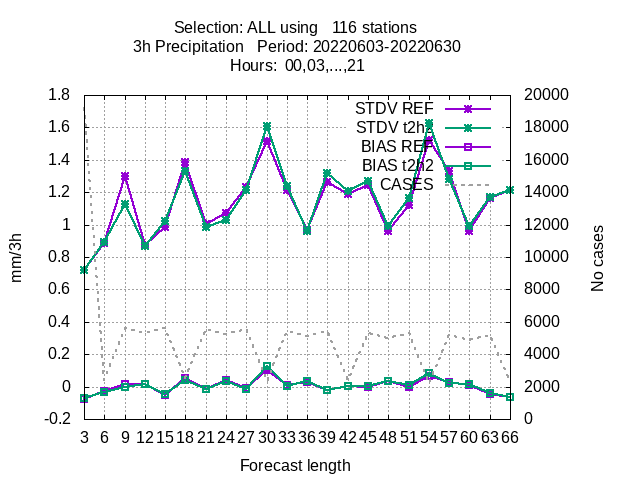 Selection: ALL using   116 stations
3h Precipitation   Period: 20220603-20220630
Hours:  00,03,...,21
1.8 20000
1.6 18000
1.4 16000
1.2 14000
1 12000
0.8 10000
0.6 8000
0.4 6000
0.2 4000
0 2000
-0.2 0
STDV REF
STDV t2h2
BIAS REF
BIAS t2h2
CASES
mm/3h
No cases
3 6 9 12 15 18 21 24 27 30 33 36 39 42 45 48 51 54 57 60 63 66
Forecast length